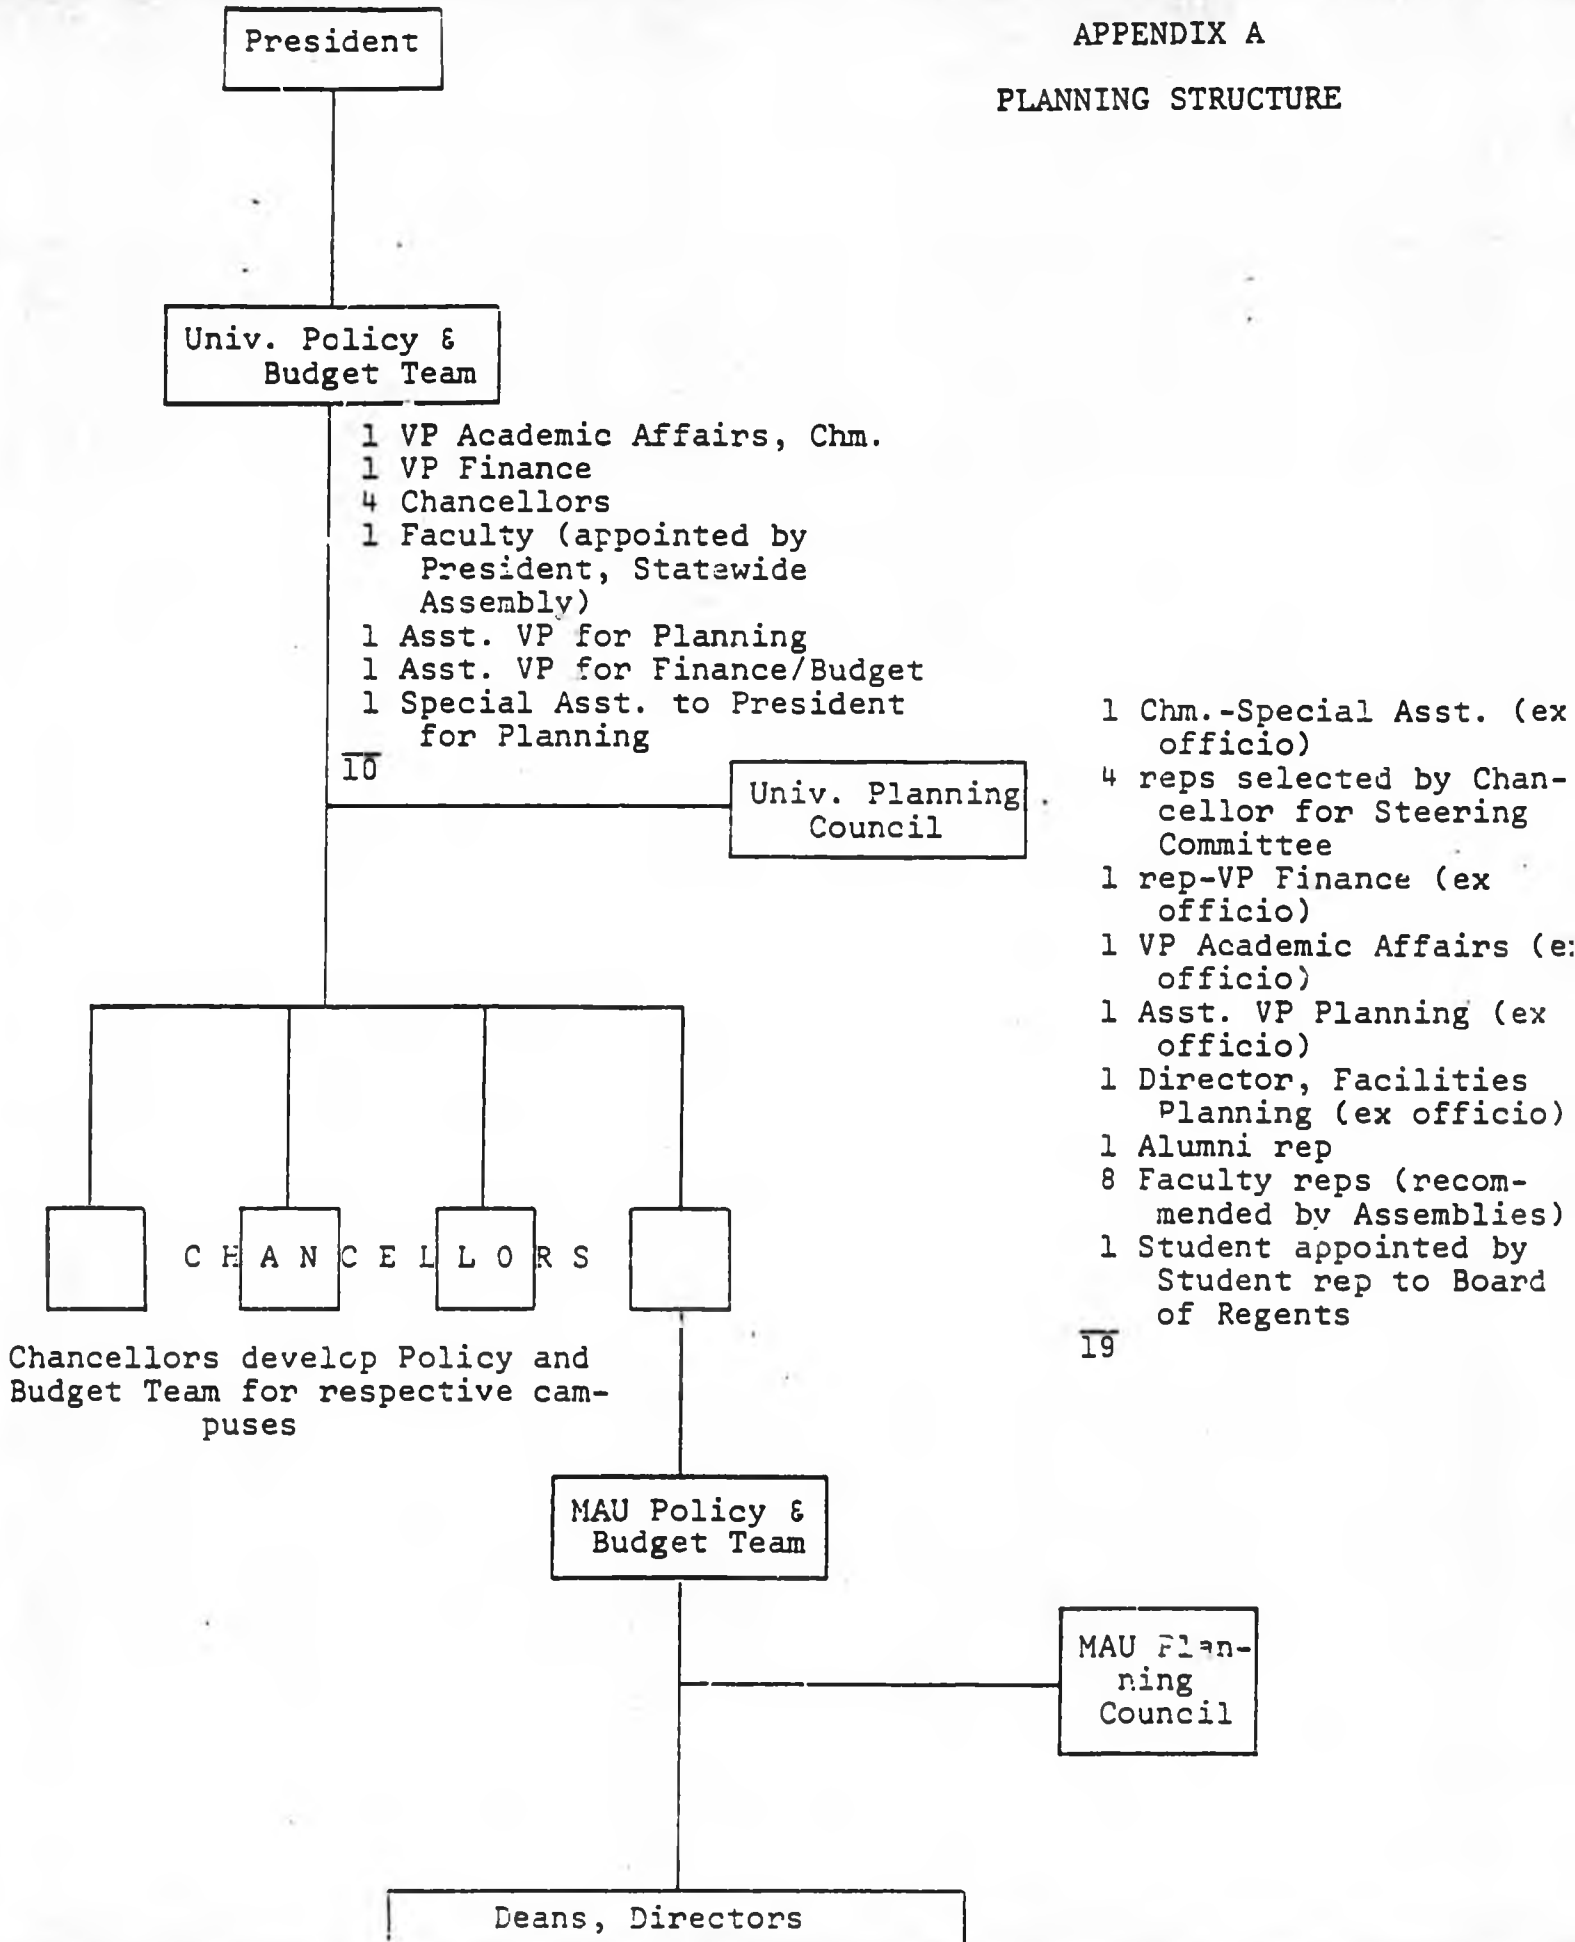 APPENDIX A
PLANNING STRUCTURE
President
Univ. Policy &
Budget Team
1 VP Academic Affairs, Chm.
1 VP Finance
4 Chancellors
1 Faculty (appointed by
President, Statewide
Assembly)
1 Asst. VP for Planning
1 Asst. VP for Finance/Budget
1 Special Asst. to President
for Planning
10
Univ. Planning
Council
1 Chm.-Special Asst. (ex
officio)
4 reps selected by Chan-
cellor for Steering
Committee
1 rep-VP Finance (ex
officio)
1 VP Academic Affairs (e
officio)
1 Asst. VP Planning (ex
officio)
1 Director, Facilities
Planning (ex officio)
1 Alumni rep
8 Faculty reps (recom-
mended by Assemblies)
1 Student appointed by
Student rep to Board
of Regents
19
C H A N C E L L O R S
Chancellors develop Policy and
Budget Team for respective cam-
puses
MAU Policy &
Budget Team
MAU Plan-
ning
Council
Deans, Directors